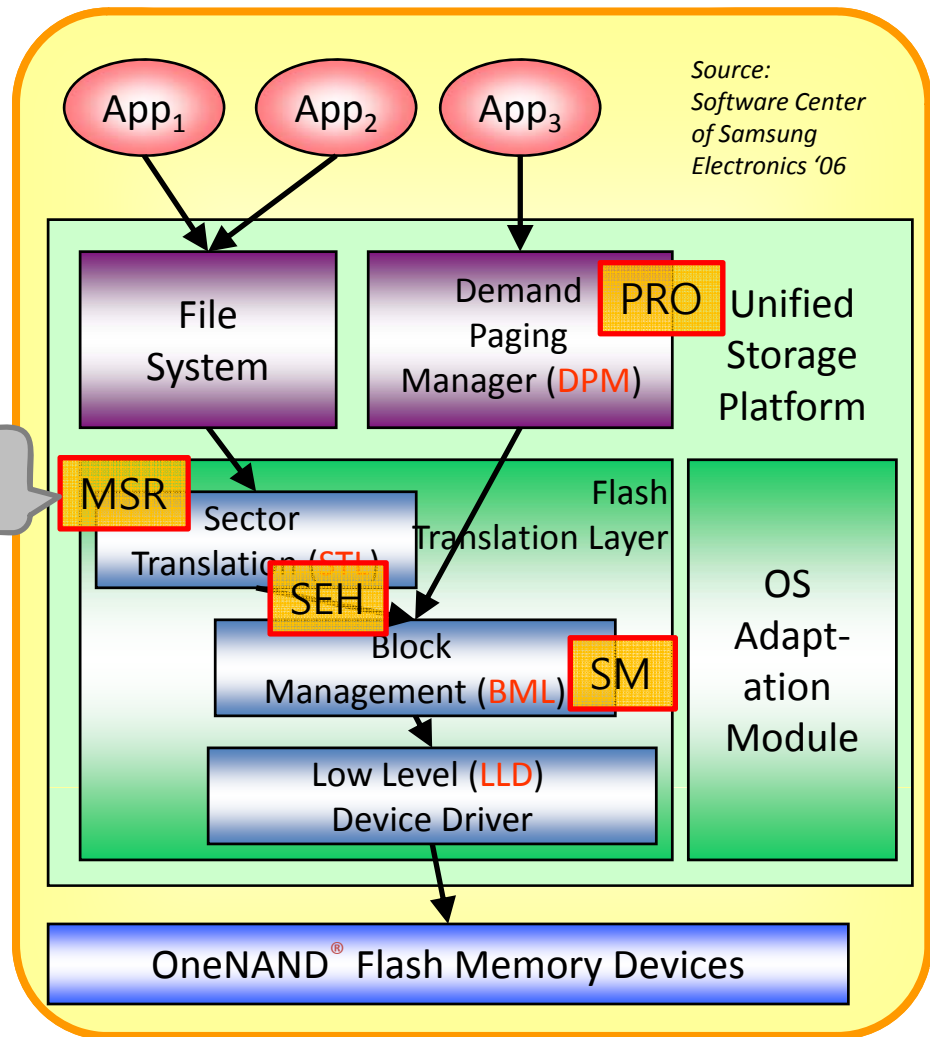 App1
App2
App3
Source:
Software Center
of Samsung
Electronics ‘06
File
System
Demand
Paging
Manager (DPM)
PRO
Unified
Storage
Platform
MSR
Sector
Translation (STL)
Flash
Translation Layer
SEH
Block
Management (BML)
SM
OS
Adapt-
ation
Module
Low Level (LLD)
Device Driver
OneNAND® Flash Memory Devices